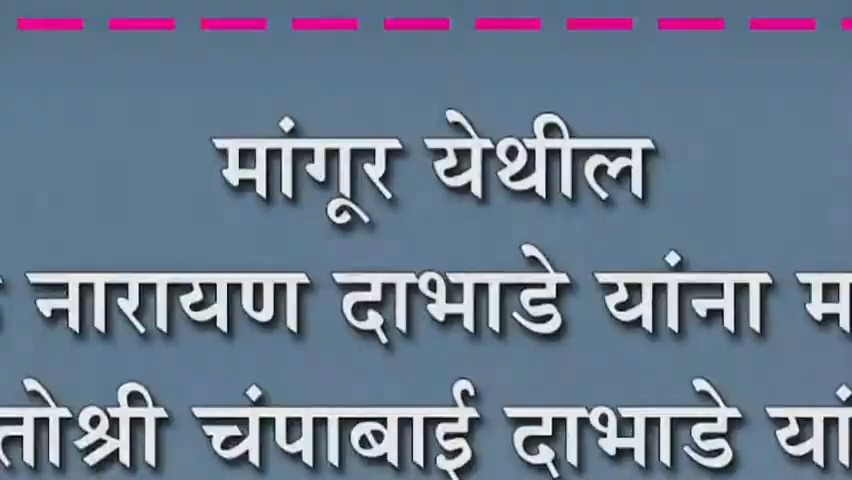 मांगूर येथील
नारायण दाभाडे यांना
चंपाबाई दाभाडे